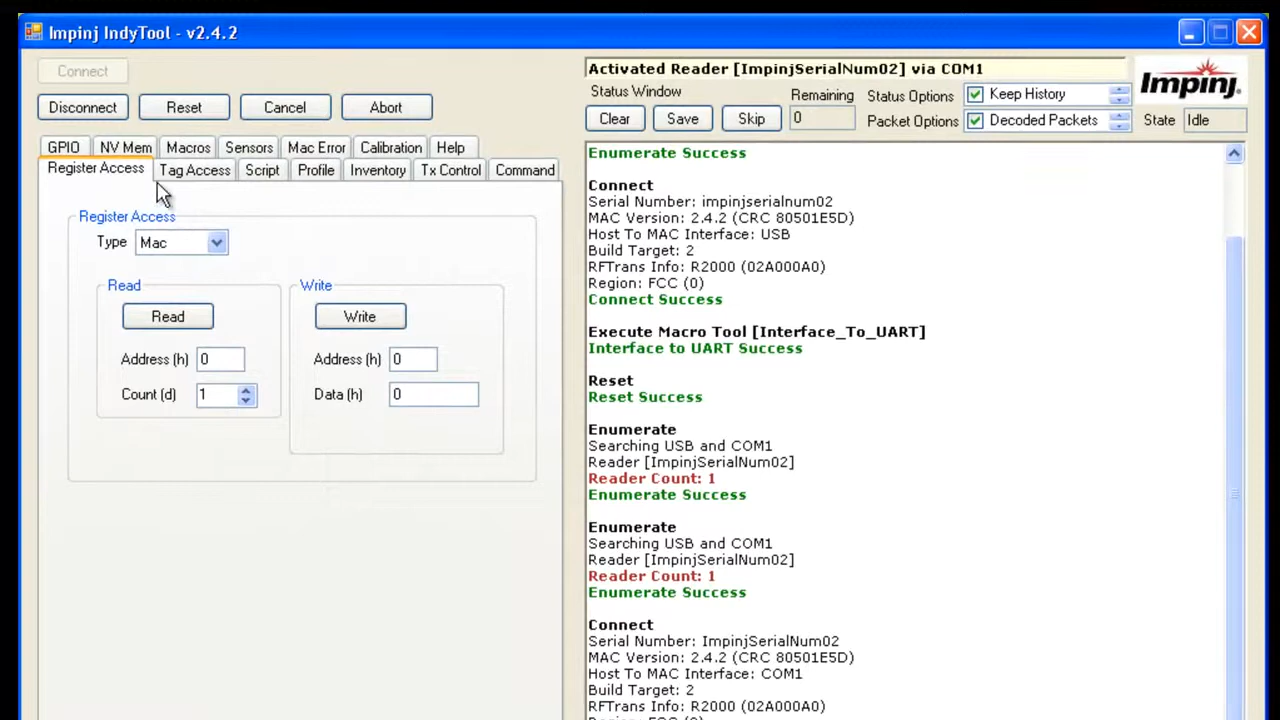 Impinj IndyTool - v2.4.2
Connect
Disconnect Reset Cancel Abort
GPIO NV Mem Macros Sensors Mac Error Calibration Help
Register Access Tag Access Script Profile Inventory Tx Control Command
Register Access
Type Mac
Read
Read
Address (h) 0
Count (d) 1
Write
Write
Address (h) 0
Data (h) 0
Activated Reader [ImpinjSerialNum02] via COM1
Impinj.
Status Window
Clear Save Skip
Remaining
0
Status Options Keep History
Packet Options Decoded Packets
State Idle
Enumerate Success
Connect
Serial Number: impinjserialnum02
MAC Version: 2.4.2 (CRC 80501E5D)
Host To MAC Interface: USB
Build Target: 2
RFTrans Info: R2000 (02A000A0)
Region: FCC (0)
Connect Success
Execute Macro Tool [Interface_To_UART]
Interface to UART Success
Reset
Reset Success
Enumerate
Searching USB and COM1
Reader [ImpinjSerialNum02]
Reader Count: 1
Enumerate Success
Enumerate
Searching USB and COM1
Reader [ImpinjSerialNum02]
Reader Count: 1
Enumerate Success
Connect
Serial Number: ImpinjSerialNum02
MAC Version: 2.4.2 (CRC 80501E5D)
Host To MAC Interface: COM1
Build Target: 2
RFTrans Info: R2000 (02A000A0)